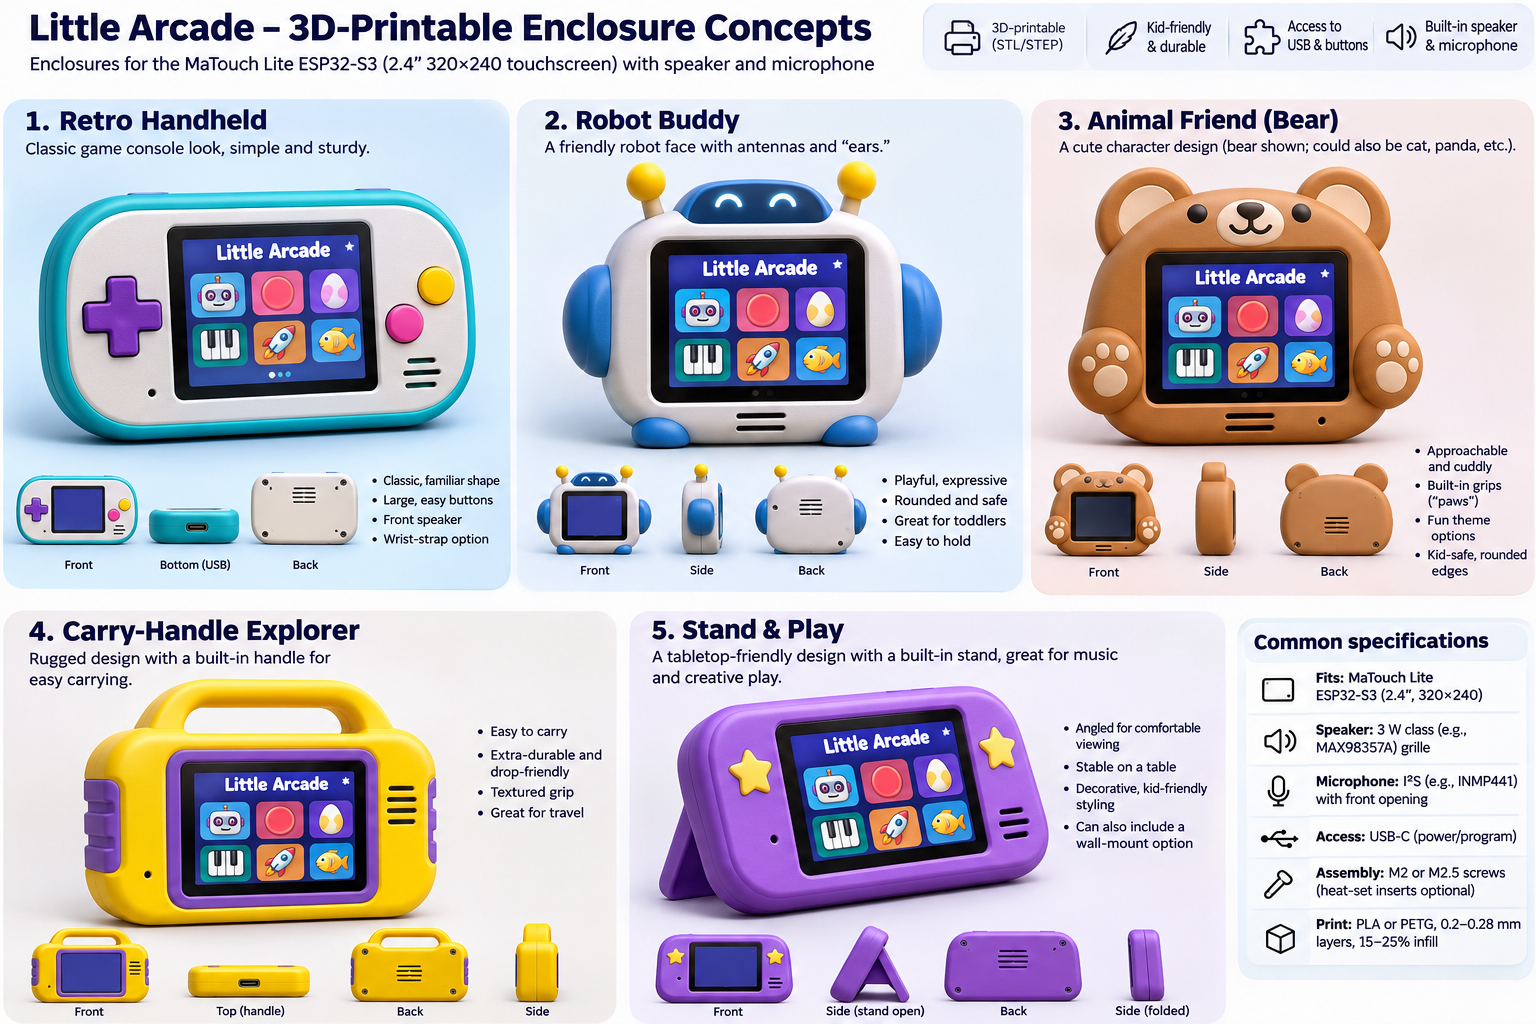 Little Arcade – 3D-Printable Enclosure Concepts
Enclosures for the MaTouch Lite ESP32-S3 (2.4” 320×240 touchscreen) with speaker and microphone
3D-printable
(STL/STEP)
Kid-friendly
& durable
Access to
USB & buttons
Built-in speaker
& microphone
1. Retro Handheld
Classic game console look, simple and sturdy.
Little Arcade
Front
Bottom (USB)
Back
• Classic, familiar shape
• Large, easy buttons
• Front speaker
• Wrist-strap option
2. Robot Buddy
A friendly robot face with antennas and “ears.”
Little Arcade
Front
Side
Back
• Playful, expressive
• Rounded and safe
• Great for toddlers
• Easy to hold
3. Animal Friend (Bear)
A cute character design (bear shown; could also be cat, panda, etc.).
Little Arcade
Front
Side
Back
• Approachable
and cuddly
• Built-in grips
(“paws”)
• Fun theme
options
• Kid-safe, rounded
edges
4. Carry-Handle Explorer
Rugged design with a built-in handle for
easy carrying.
Little Arcade
• Easy to carry
• Extra-durable and
drop-friendly
• Textured grip
• Great for travel
Front
Top (handle)
Back
Side
5. Stand & Play
A tabletop-friendly design with a built-in stand, great for music
and creative play.
Little Arcade
• Angled for comfortable
viewing
• Stable on a table
• Decorative, kid-friendly
styling
• Can also include a
wall-mount option
Front
Side (stand open)
Back
Side (folded)
Common specifications
Fits: MaTouch Lite
ESP32-S3 (2.4”, 320×240)
Speaker: 3 W class (e.g.,
MAX98357A) grille
Microphone: I²S (e.g., INMP441)
with front opening
Access: USB-C (power/program)
Assembly: M2 or M2.5 screws
(heat-set inserts optional)
Print: PLA or PETG, 0.2–0.28 mm
layers, 15–25% infill